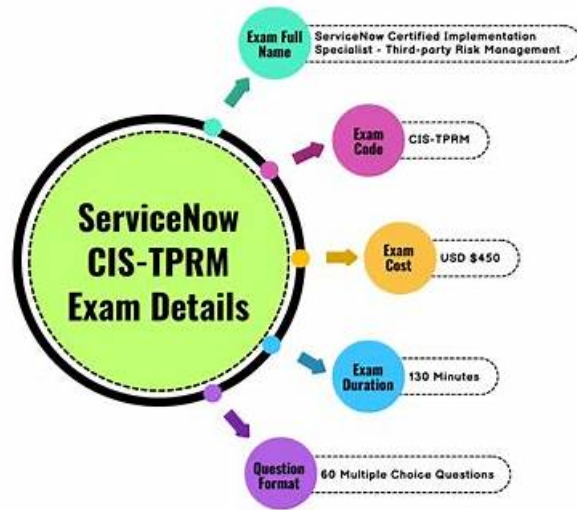 Exam Full
Name
ServiceNow Certified Implementation
Specialist - Third-party Risk Management
Exam
Code
CIS-TPRM
ServiceNow
CIS-TPRM
Exam Details
Exam
Cost
USD $450
Exam
Duration
130 Minutes
Question
Format
60 Multiple Choice Questions